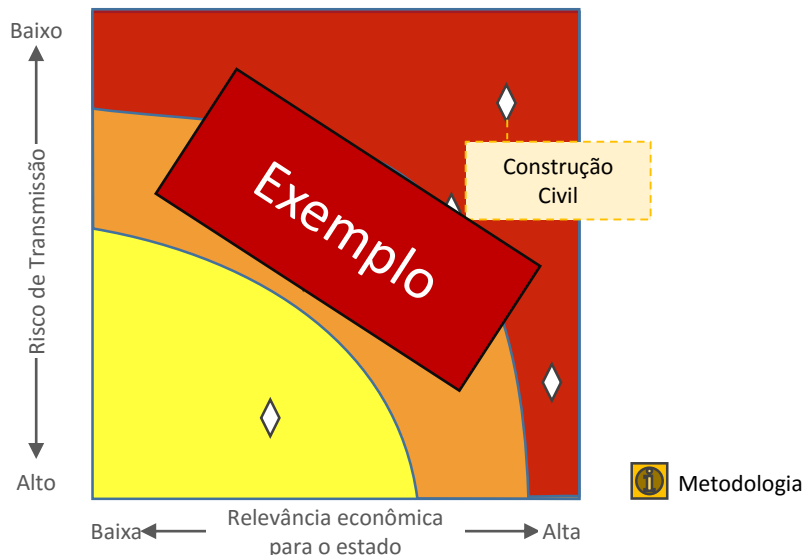 Baixo
Risco de Transmissão
Alto
Exemplo
Construção
Civil
Metodologia
Baixa
Relevância econômica
para o estado
Alta